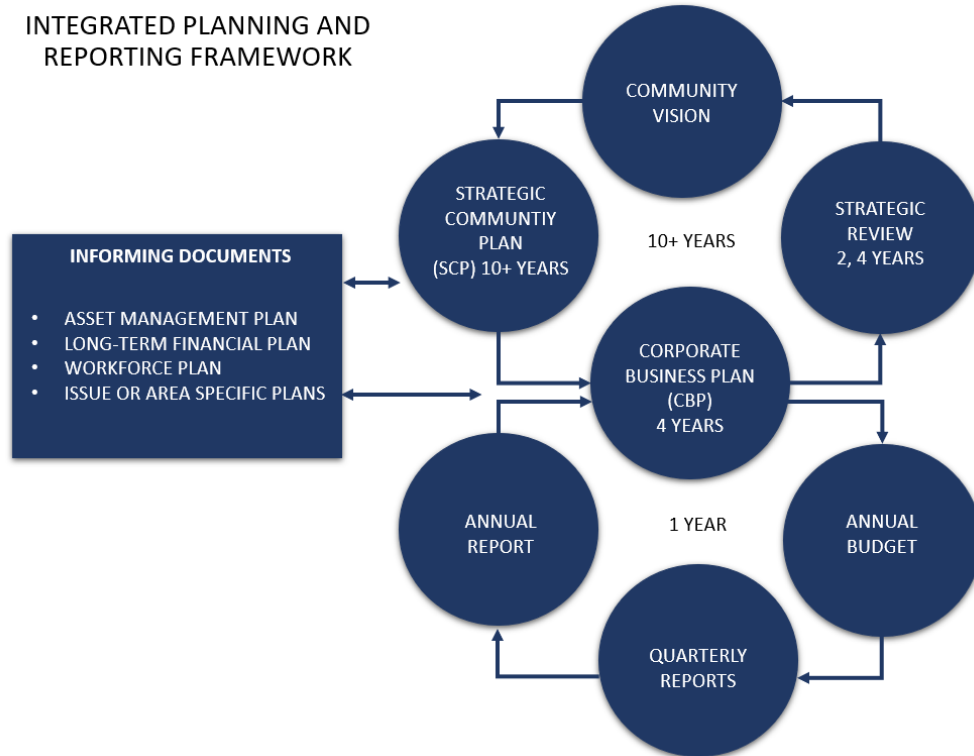 INTEGRATED PLANNING AND
REPORTING FRAMEWORK
COMMUNITY
VISION
STRATEGIC
COMMUNTIY
PLAN
(SCP) 10+ YEARS
10+ YEARS
STRATEGIC
REVIEW
2, 4 YEARS
INFORMING DOCUMENTS
• ASSET MANAGEMENT PLAN
• LONG-TERM FINANCIAL PLAN
• WORKFORCE PLAN
• ISSUE OR AREA SPECIFIC PLANS
CORPORATE
BUSINESS PLAN
(CBP)
4 YEARS
ANNUAL
REPORT
1 YEAR
ANNUAL
BUDGET
QUARTERLY
REPORTS